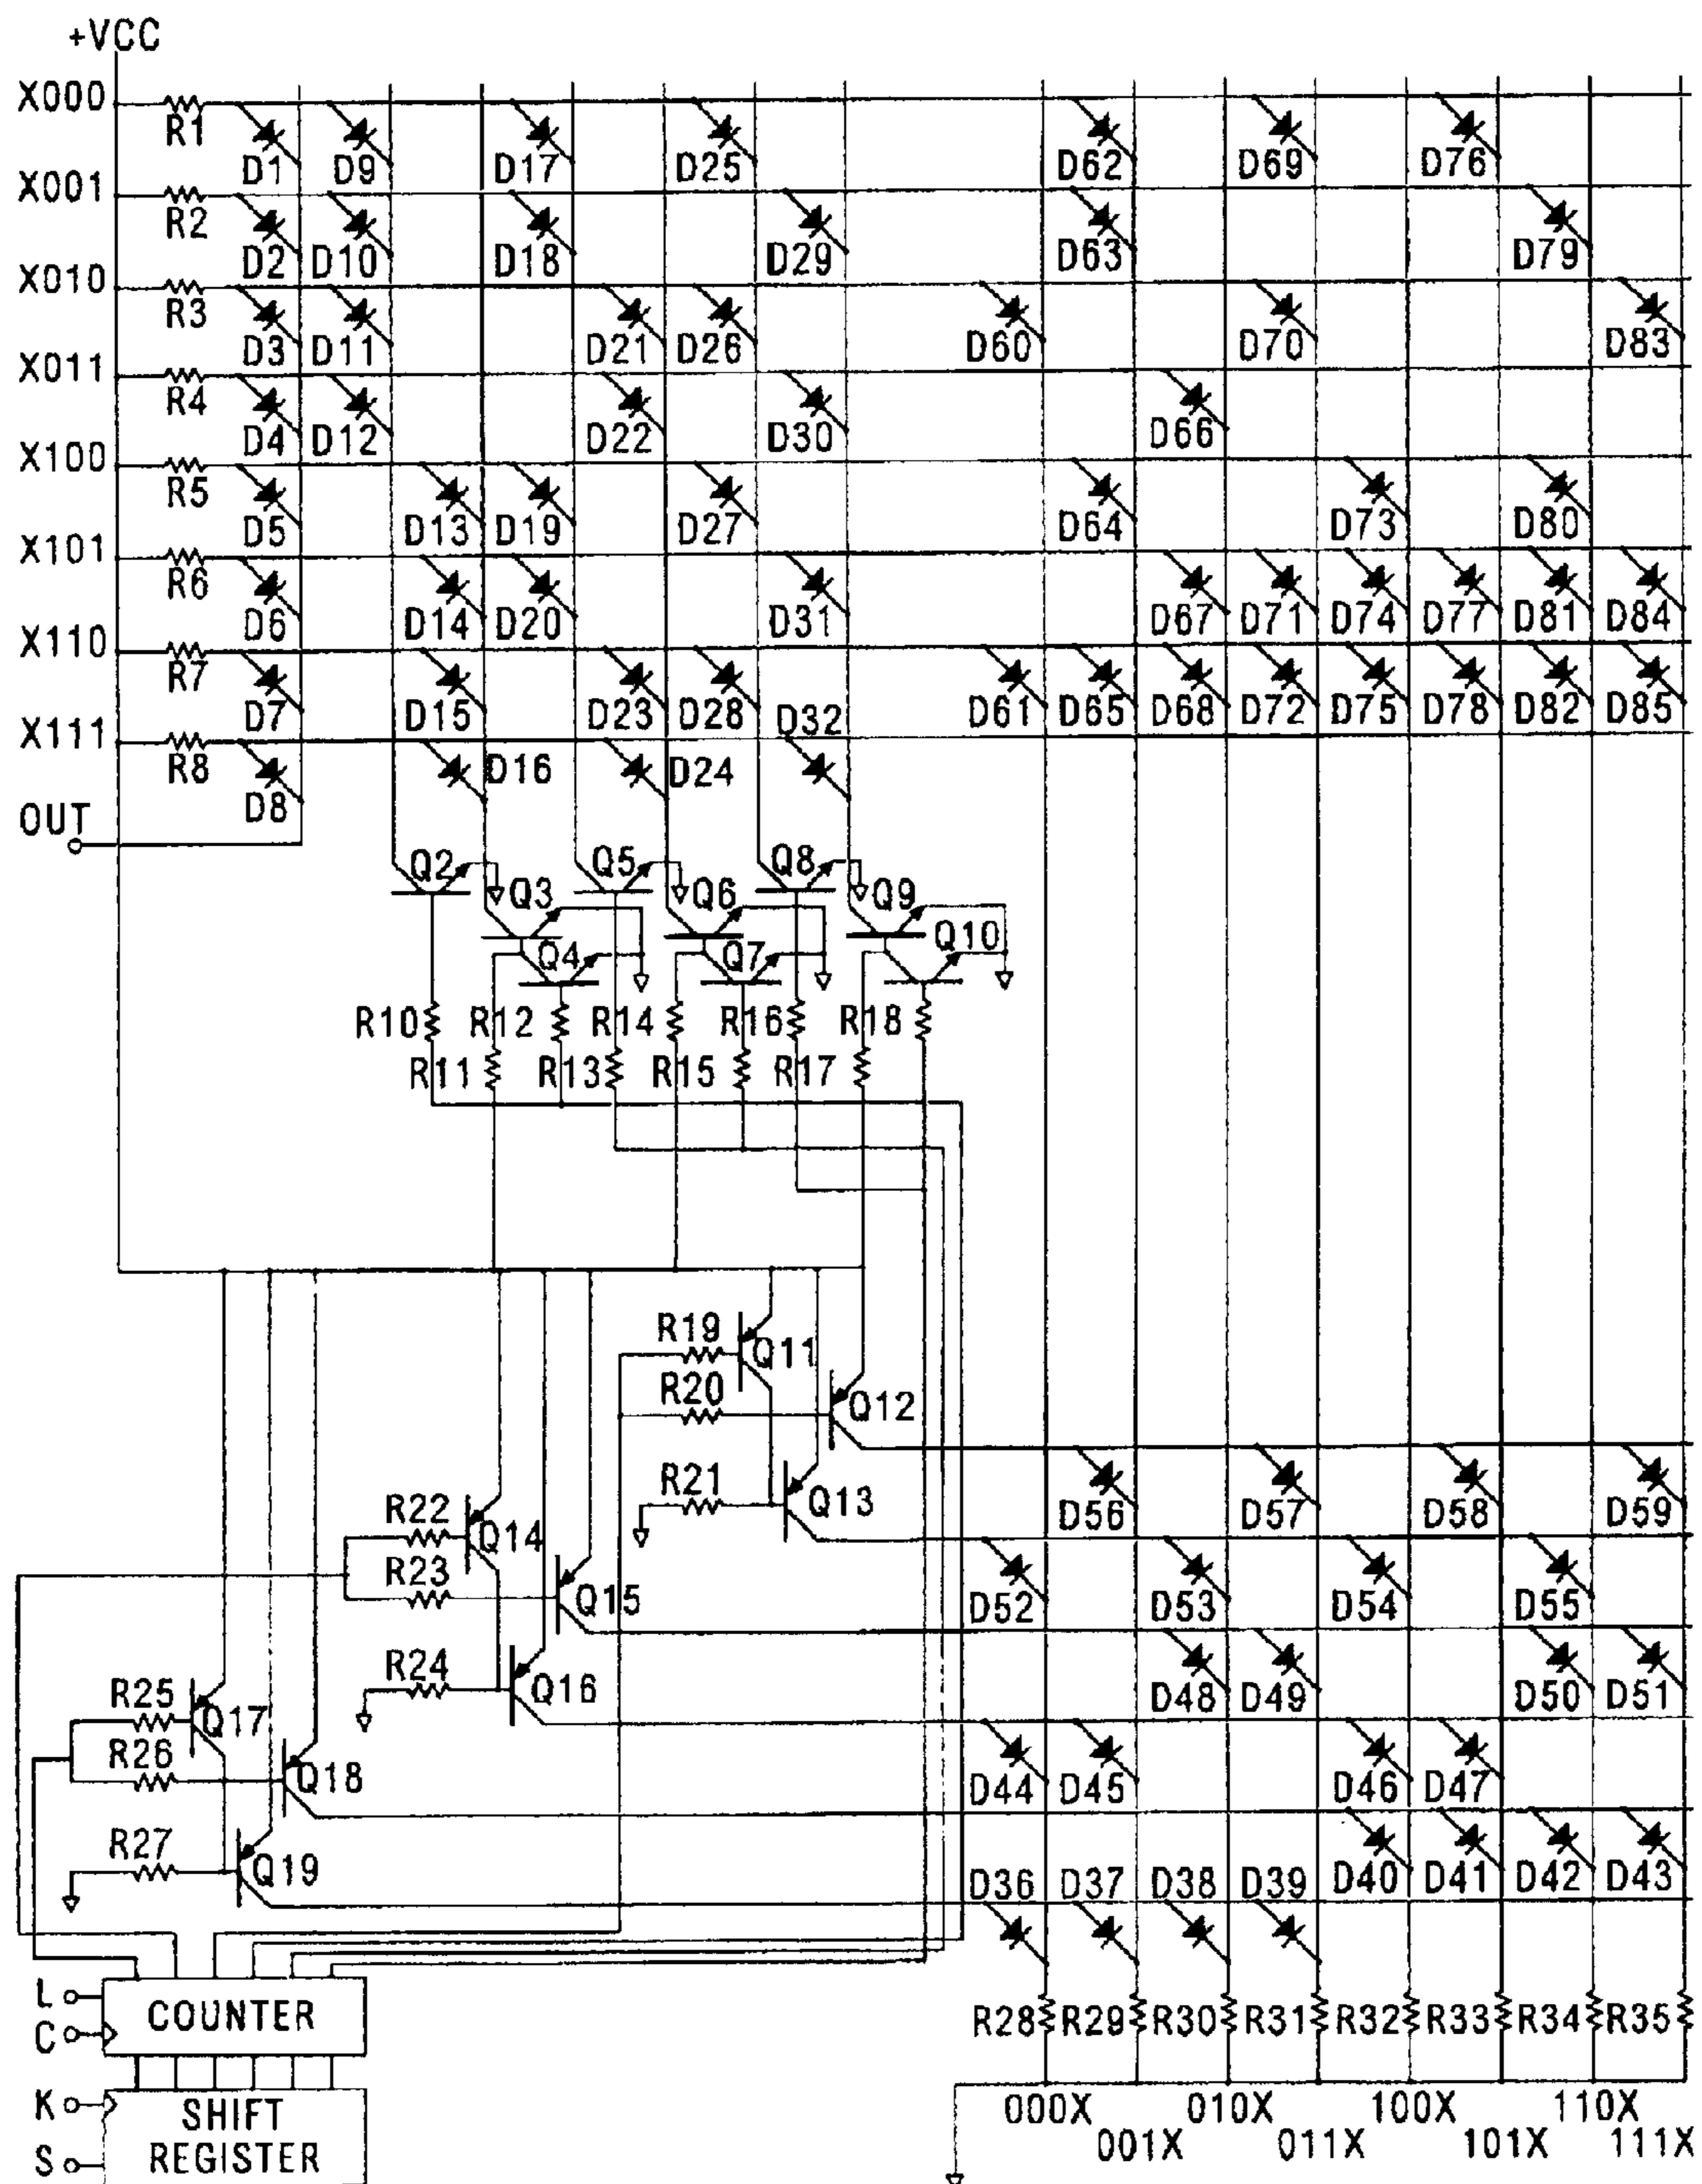 +VCC
X000
R1 D1 D9 D17 D25 D62 D69 D76
X001
R2 D2 D10 D18 D29 D63 D79
X010
R3 D3 D11 D21 D26 D60 D70 D83
X011
R4 D4 D12 D22 D30 D66
X100
R5 D5 D13 D19 D27 D64 D73 D80
X101
R6 D6 D14 D20 D31 D67 D71 D74 D77 D81 D84
X110
R7 D7 D15 D23 D28 D32 D61 D65 D68 D72 D75 D78 D82 D85
X111
R8 D8 D16 D24
OUT
Q2 Q5 Q8
Q3 Q6 Q9
Q4 Q7 Q10
R10 R12 R14 R16 R18
R11 R13 R15 R17
R19 Q11
R20 Q12
R21 Q13 D56 D57 D58 D59
R22 Q14
R23 Q15 D52 D53 D54 D55
R24 Q16 D48 D49 D50 D51
R25 Q17
R26 Q18 D44 D45 D46 D47
R27 Q19 D36 D37 D38 D39 D40 D41 D42 D43
L
C
COUNTER
R28 R29 R30 R31 R32 R33 R34 R35
K
S
SHIFT
REGISTER
000X 010X 100X 110X
001X 011X 101X 111X